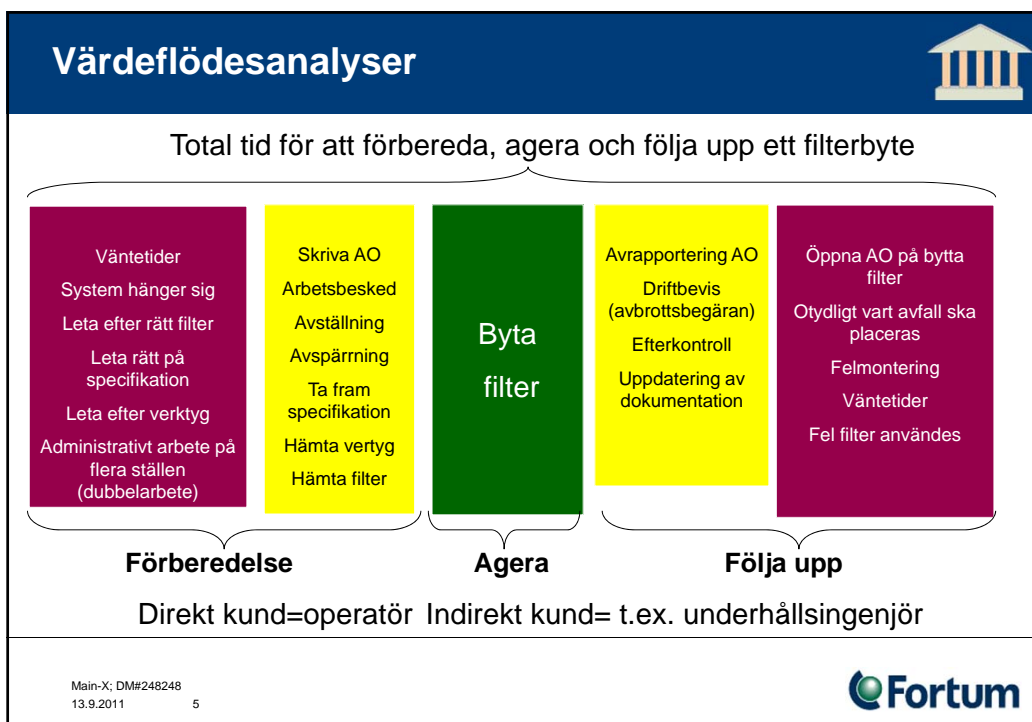 Värdeflödesanalyser
Total tid för att förbereda, agera och följa upp ett filterbyte
Väntetider
System hänger sig
Leta efter rätt filter
Leta rätt på
specifikation
Leta efter verktyg
Administrativt arbete på
flera ställen
(dubbelarbete)
Skriva AO
Arbetsbesked
Avställning
Avspärrning
Ta fram
specifikation
Hämta vertyg
Hämta filter
Byta
filter
Avrapportering AO
Driftbevis
(avbrottsbegäran)
Efterkontroll
Uppdatering av
dokumentation
Öppna AO på bytta
filter
Otydligt vart avfall ska
placeras
Felmontering
Väntetider
Fel filter användes
Förberedelse
Agera
Följa upp
Direkt kund=operatör Indirekt kund= t.ex. underhållsingenjör
Main-X; DM#248248
13.9.2011 5
Fortum